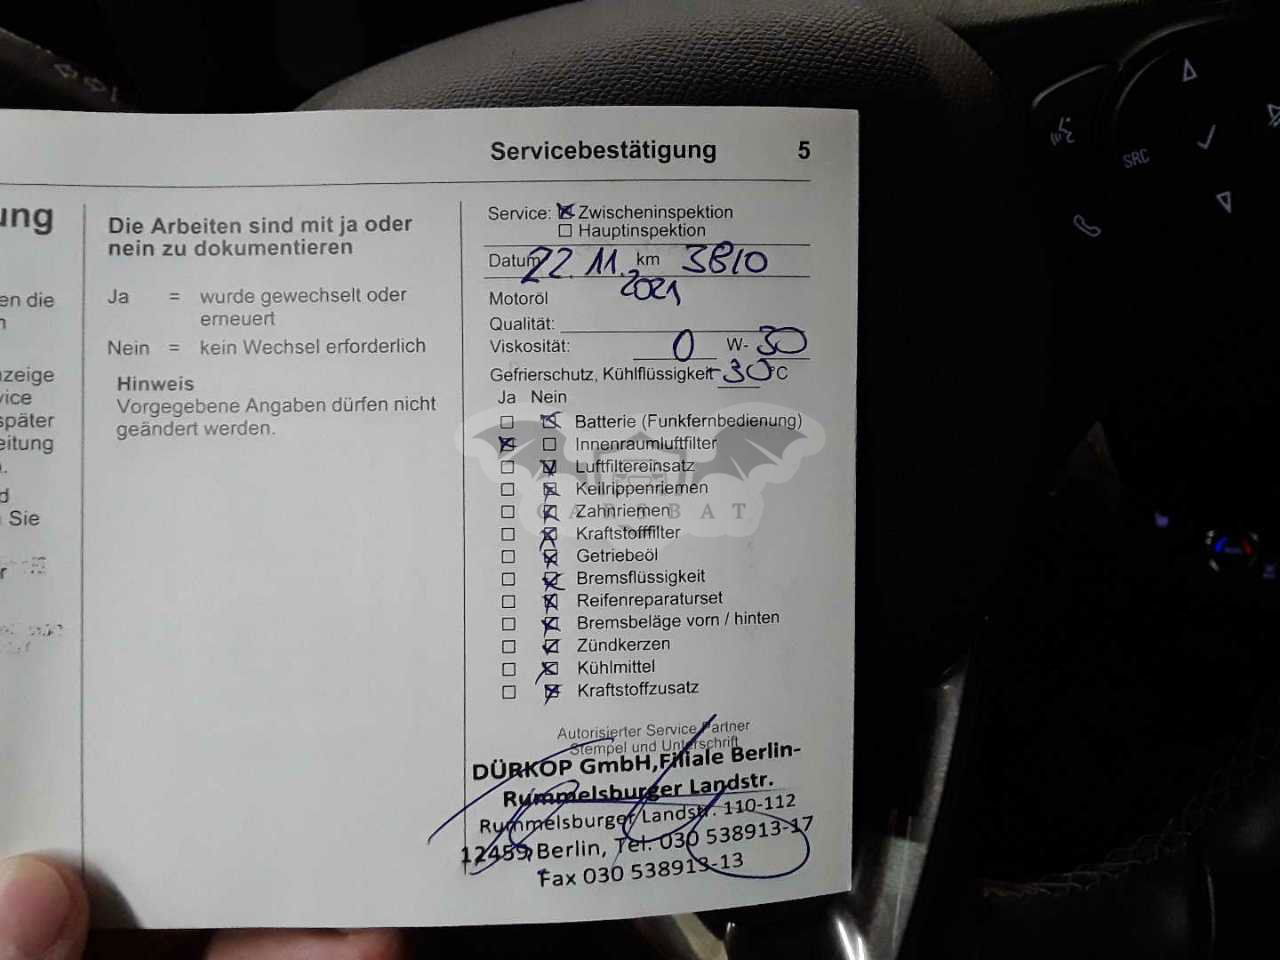 Servicebestätigung 5
ung
en die
nzeige
vice
später
eitung
d
Sie
Die Arbeiten sind mit ja oder
nein zu dokumentieren
Ja = wurde gewechselt oder
erneuert
Nein = kein Wechsel erforderlich
Hinweis
Vorgegebene Angaben dürfen nicht
geändert werden.
Service: Zwischeninspektion
Hauptinspektion
Datum 22.11. km 3810
2021
Motoröl
Qualität:
Viskosität: 0 W- 30
Gefrierschutz, Kühlflüssigkeit -30 °C
Ja Nein
Batterie (Funkfernbedienung)
Innenraumluftfilter
Luftfiltereinsatz
Keilrippenriemen
Zahnriemen
CARSBAT
Kraftstofffilter
Getriebeöl
Bremsflüssigkeit
Reifenreparaturset
Bremsbeläge vorn / hinten
Zündkerzen
Kühlmittel
Kraftstoffzusatz
Autorisierter Service Partner
Stempel und Unterschrift
DÜRKOP GmbH,Filiale Berlin-
Rummelsburger Landstr.
Rummelsburger Landstr. 110-112
12459 Berlin, Tel. 030 538913-17
Fax 030 538913-13
SRC